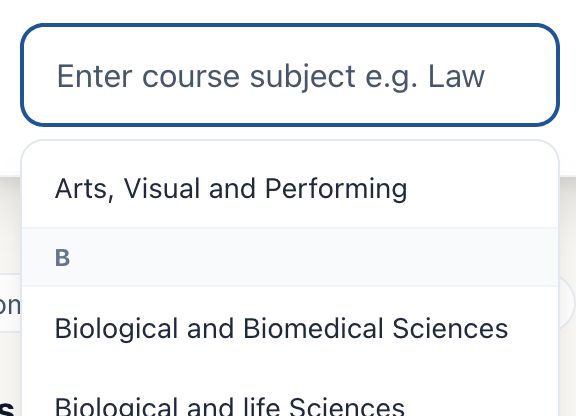 Enter course subject e.g. Law
Arts, Visual and Performing
B
Biological and Biomedical Sciences
Biological and life Sciences